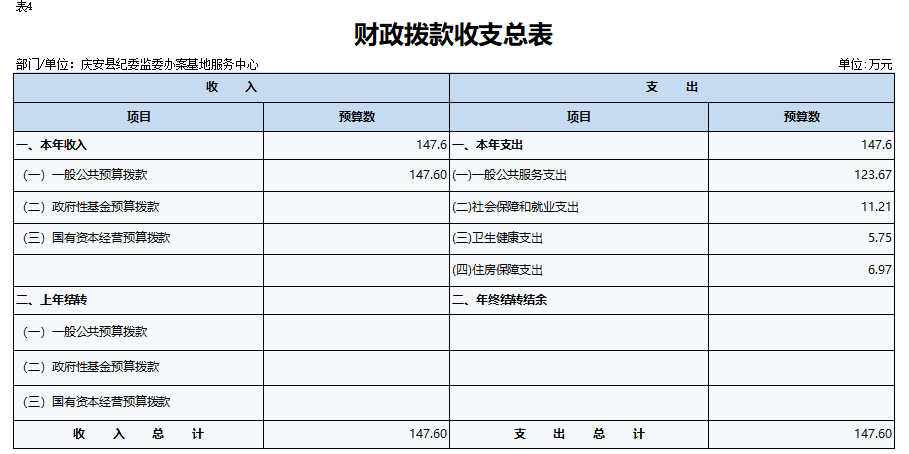 表4
财政拨款收支总表
部门/单位：庆安县纪委监委办案基地服务中心 单位:万元
收 入 支 出
项目 预算数 项目 预算数
一、本年收入 147.6 一、本年支出 147.6
（一）一般公共预算拨款 147.60 (一)一般公共服务支出 123.67
（二）政府性基金预算拨款 (二)社会保障和就业支出 11.21
（三）国有资本经营预算拨款 (三)卫生健康支出 5.75
(四)住房保障支出 6.97
二、上年结转 二、年终结转结余
（一）一般公共预算拨款
（二）政府性基金预算拨款
（三）国有资本经营预算拨款
收 入 总 计 147.60 支 出 总 计 147.60